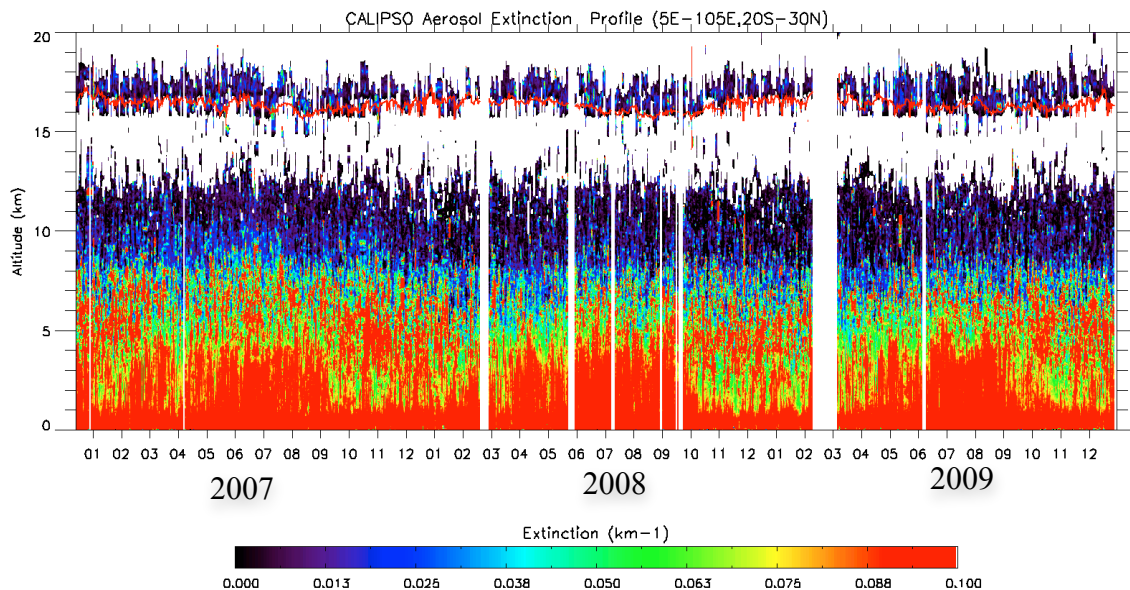 CALIPSO Aerosol Extinction Profile (5E-105E,20S-30N)
20
15
10
5
0
Altitude (km)
01 02 03 04 05 06 07 08 09 10 11 12 01 02 03 04 05 06 07 08 09 10 11 12 01 02 03 04 05 06 07 08 09 10 11 12
2007 2008 2009
Extinction (km-1)
0.000 0.013 0.025 0.038 0.050 0.063 0.075 0.088 0.100